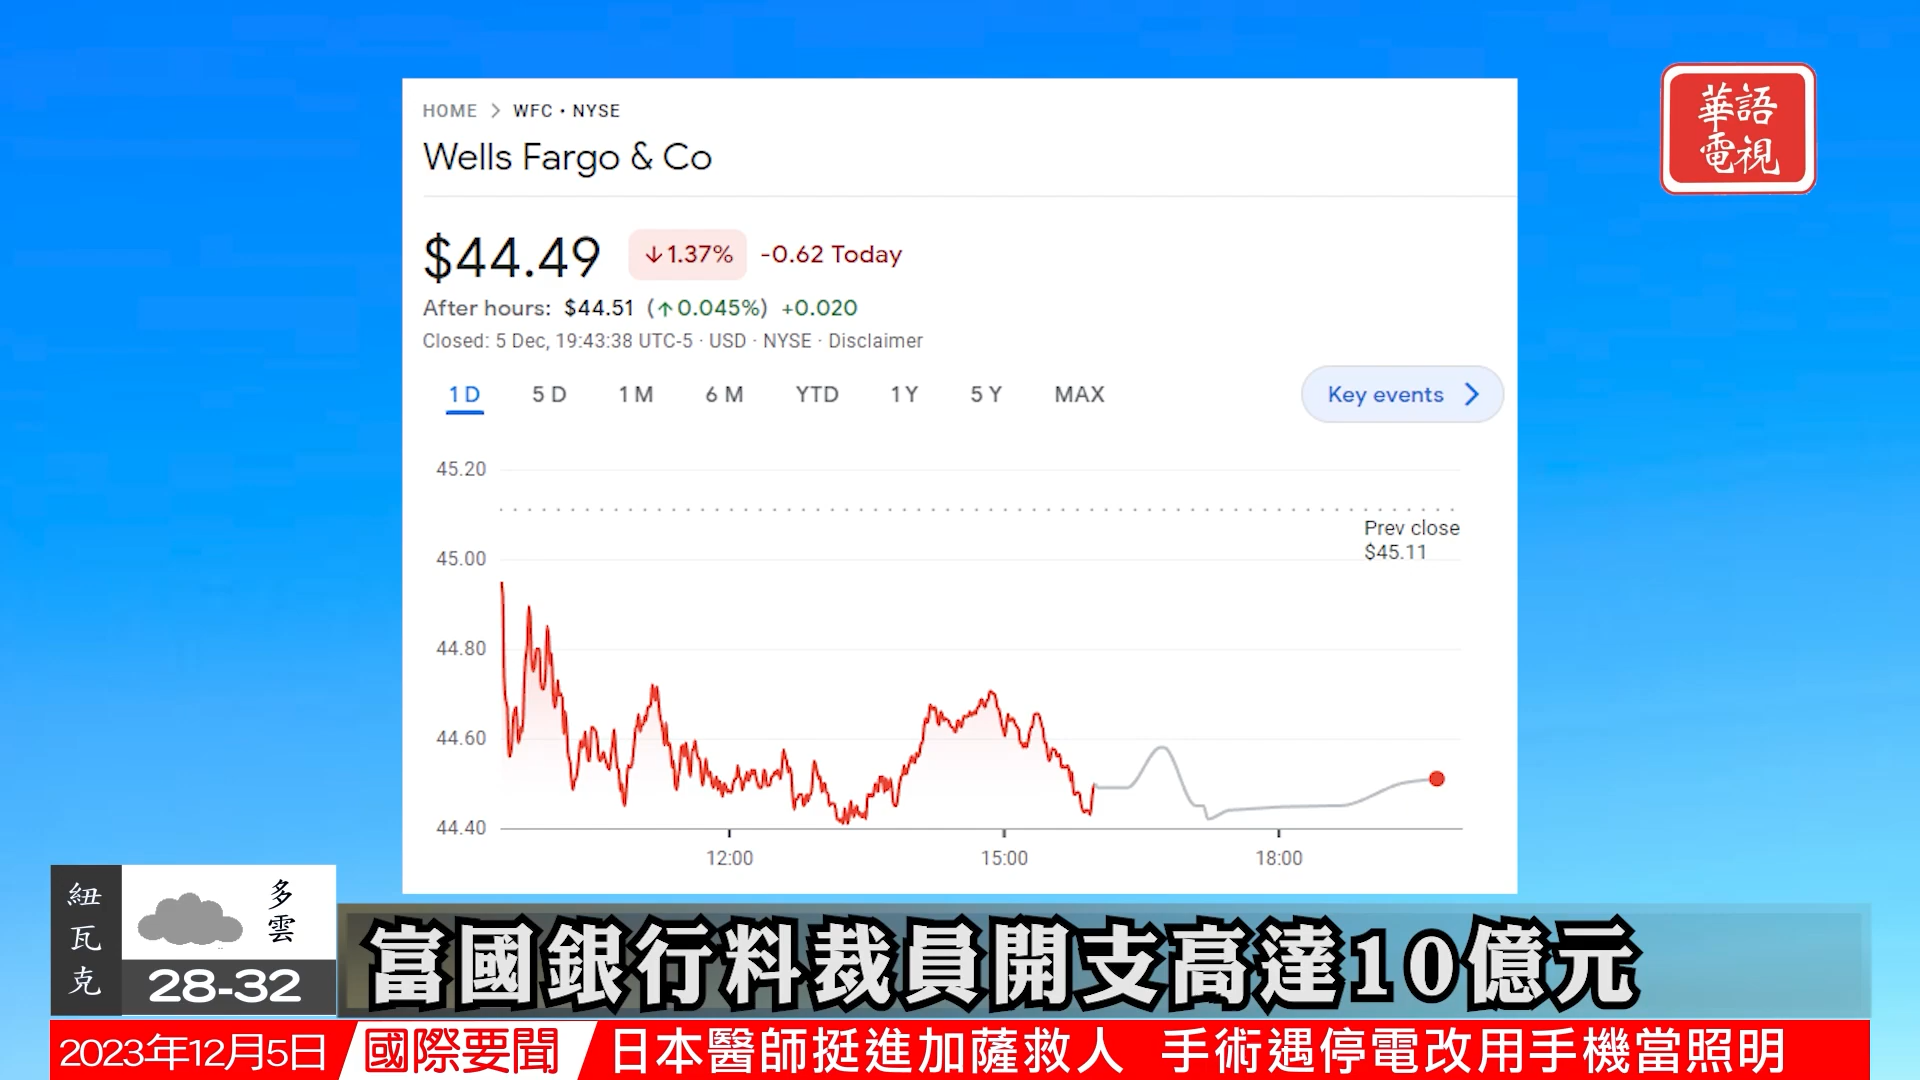 HOME > WFC • NYSE
Wells Fargo & Co
$44.49 ↓1.37% -0.62 Today
After hours: $44.51 (↑0.045%) +0.020
Closed: 5 Dec, 19:43:38 UTC-5 · USD · NYSE · Disclaimer
1D 5D 1M 6M YTD 1Y 5Y MAX Key events >
45.20
Prev close
$45.11
45.00
44.80
44.60
44.40
12:00 15:00 18:00
華語
電視
紐瓦克
多雲
28-32
富國銀行料裁員開支高達10億元
2023年12月5日 國際要聞 日本醫師挺進加薩救人 手術遇停電改用手機當照明